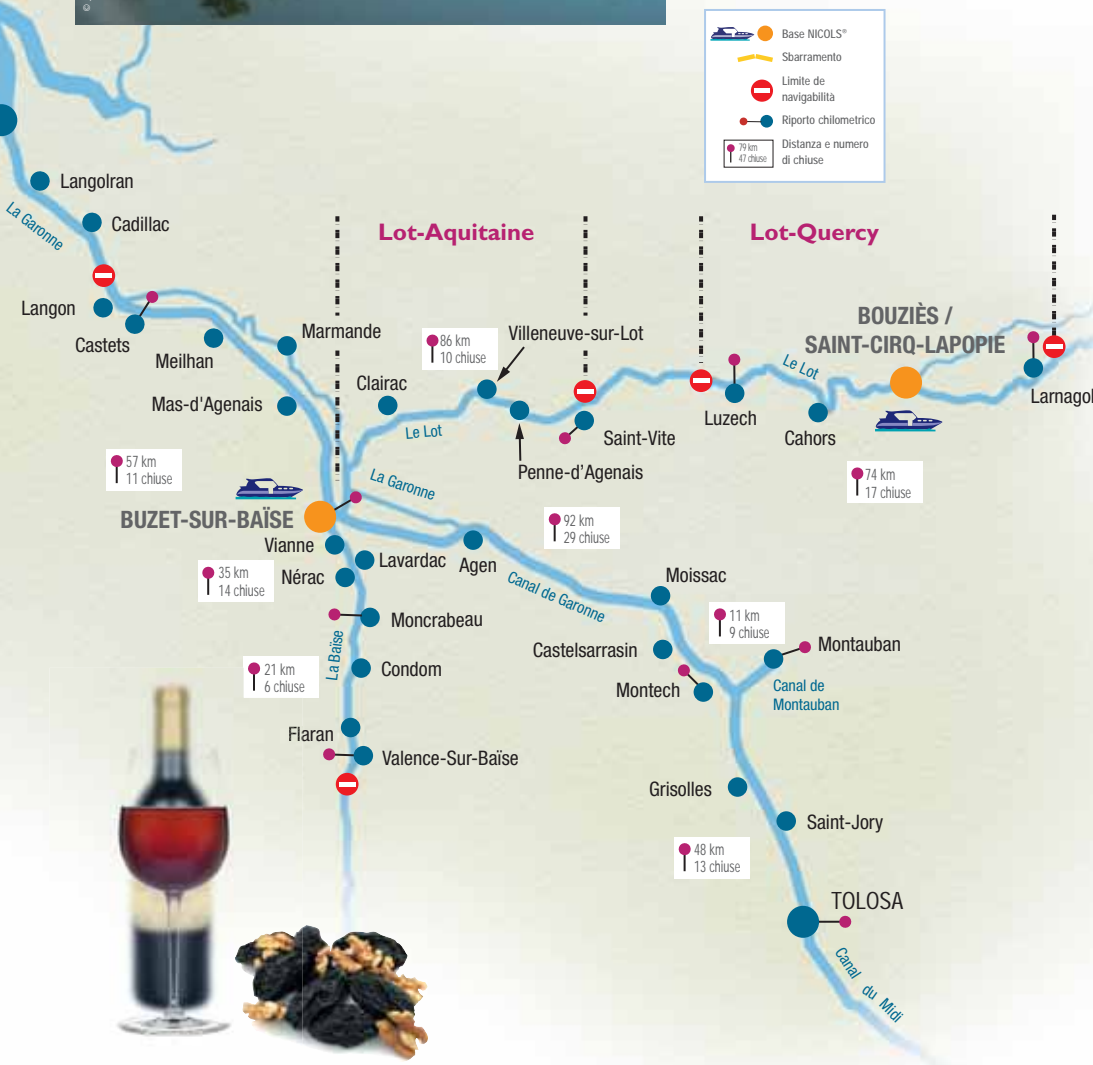 Base NICOLS®
Sbarramento
Limite de
navigabilità
Riporto chilometrico
79 km
47 chiuse
Distanza e numero
di chiuse
Langolran
La Garonne
Cadillac
Lot-Aquitaine
Lot-Quercy
Langon
Castets
Meilhan
Marmande
86 km
10 chiuse
Villeneuve-sur-Lot
BOUZIÈS /
SAINT-CIRQ-LAPOPIE
Le Lot
Clairac
Mas-d'Agenais
Le Lot
Luzech
Cahors
Larnagol
Saint-Vite
Penne-d'Agenais
57 km
11 chiuse
La Garonne
74 km
17 chiuse
BUZET-SUR-BAÏSE
92 km
29 chiuse
Vianne
Lavardac
Agen
Nérac
35 km
14 chiuse
Canal de Garonne
Moissac
Moncrabeau
11 km
9 chiuse
La Baïse
Castelsarrasin
Montauban
21 km
6 chiuse
Condom
Montech
Canal de
Montauban
Flaran
Valence-Sur-Baïse
Grisolles
Saint-Jory
48 km
13 chiuse
TOLOSA
Canal du Midi